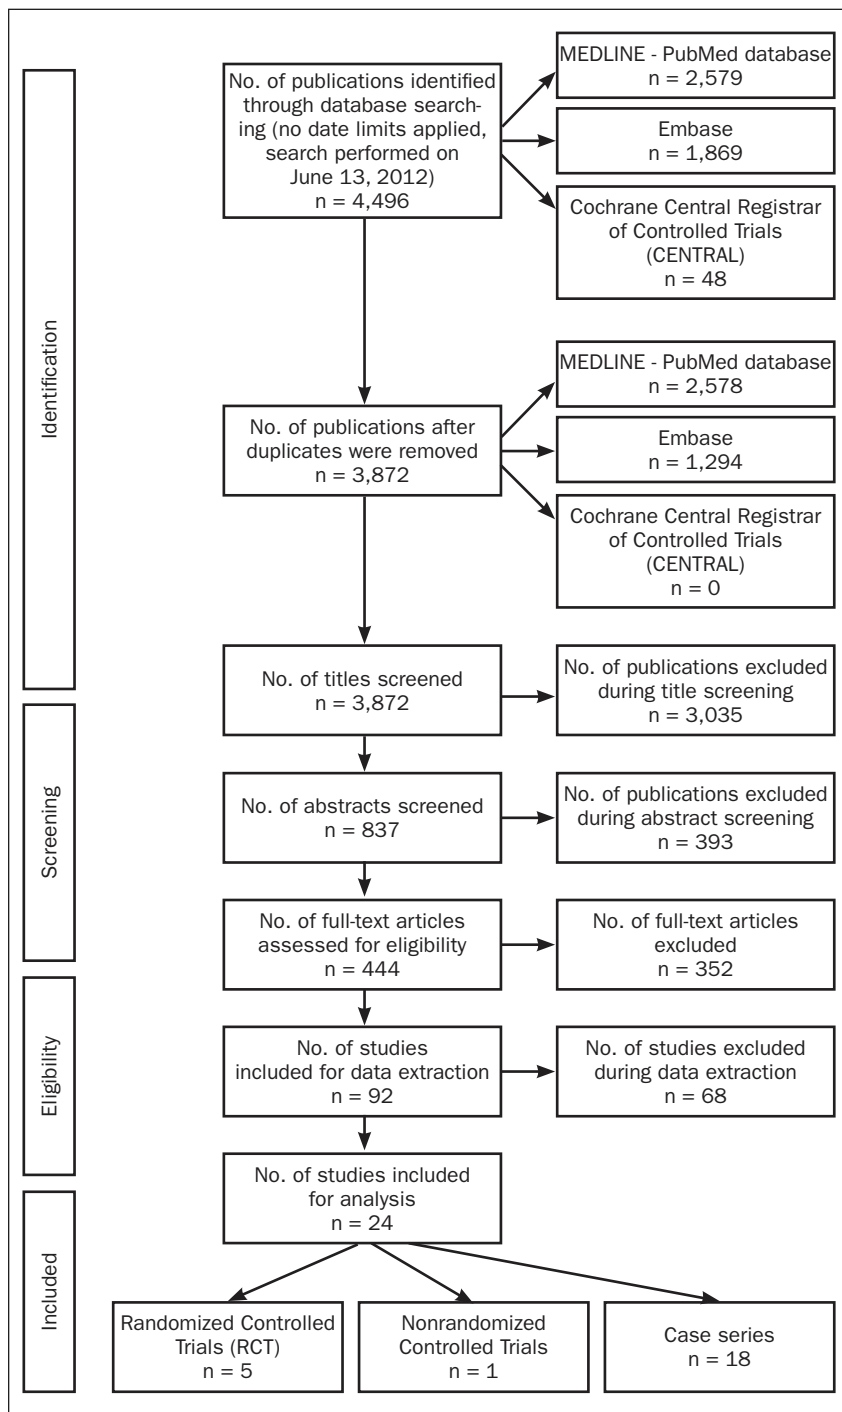 No. of publications identified
through database search-
ing (no date limits applied,
search performed on
June 13, 2012)
n = 4,496
MEDLINE - PubMed database
n = 2,579
Embase
n = 1,869
Cochrane Central Registrar
of Controlled Trials
(CENTRAL)
n = 48
Identification
No. of publications after
duplicates were removed
n = 3,872
MEDLINE - PubMed database
n = 2,578
Embase
n = 1,294
Cochrane Central Registrar
of Controlled Trials
(CENTRAL)
n = 0
No. of titles screened
n = 3,872
No. of publications excluded
during title screening
n = 3,035
Screening
No. of abstracts screened
n = 837
No. of publications excluded
during abstract screening
n = 393
No. of full-text articles
assessed for eligibility
n = 444
No. of full-text articles
excluded
n = 352
Eligibility
No. of studies
included for data extraction
n = 92
No. of studies excluded
during data extraction
n = 68
No. of studies included
for analysis
n = 24
Included
Randomized Controlled
Trials (RCT)
n = 5
Nonrandomized
Controlled Trials
n = 1
Case series
n = 18